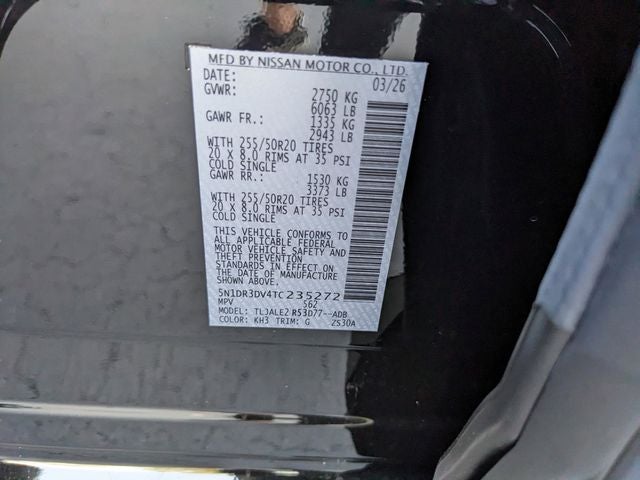 MFD BY NISSAN MOTOR CO., LTD.
DATE: 03/26
GVWR: 2750 KG
6063 LB
GAWR FR.: 1335 KG
2943 LB
WITH 255/50R20 TIRES
20 X 8.0 RIMS AT 35 PSI
COLD SINGLE
GAWR RR.: 1530 KG
3373 LB
WITH 255/50R20 TIRES
20 X 8.0 RIMS AT 35 PSI
COLD SINGLE
THIS VEHICLE CONFORMS TO
ALL APPLICABLE FEDERAL
MOTOR VEHICLE SAFETY AND
THEFT PREVENTION
STANDARDS IN EFFECT ON
THE DATE OF MANUFACTURE
SHOWN ABOVE.
5N1DR3DV4TC235272
MPV 562
MODEL: TLJALE2 R53D77--ADB
COLOR: KH3 TRIM: G ZS30A